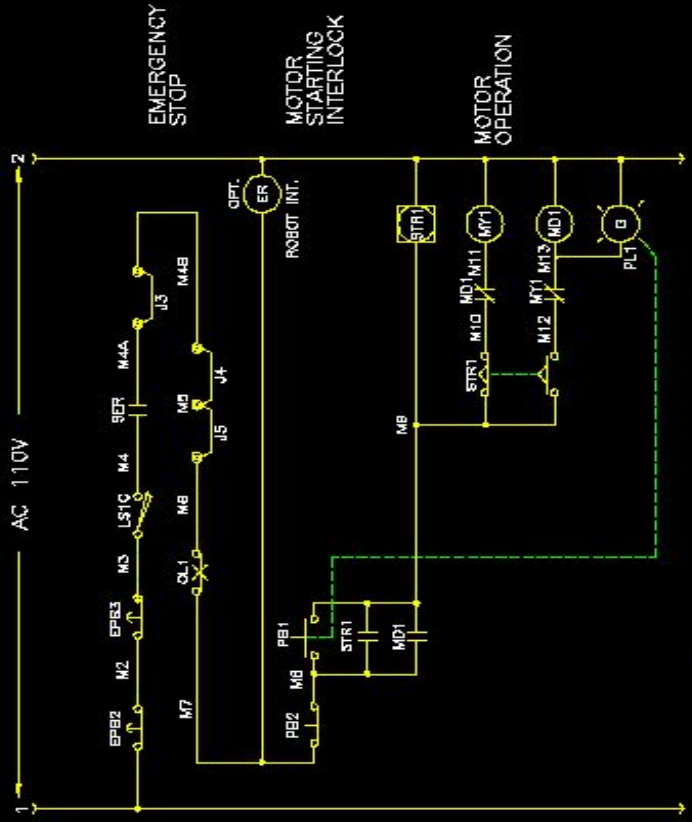 AC 110V
1
2
EPB2
M2
EPB3
M3
LS1C
M4
SER
M4A
J3
EMERGENCY
STOP
M7
OL1
M6
J5
M5
J4
M4B
OPT.
ER
ROBOT INT.
MOTOR
STARTING
INTERLOCK
PB2
M8
PB1
STR1
MD1
M9
STR1
STR1
M10
MD1
M11
MY1
MOTOR
OPERATION
M12
MY1
M13
MD1
G
PL1